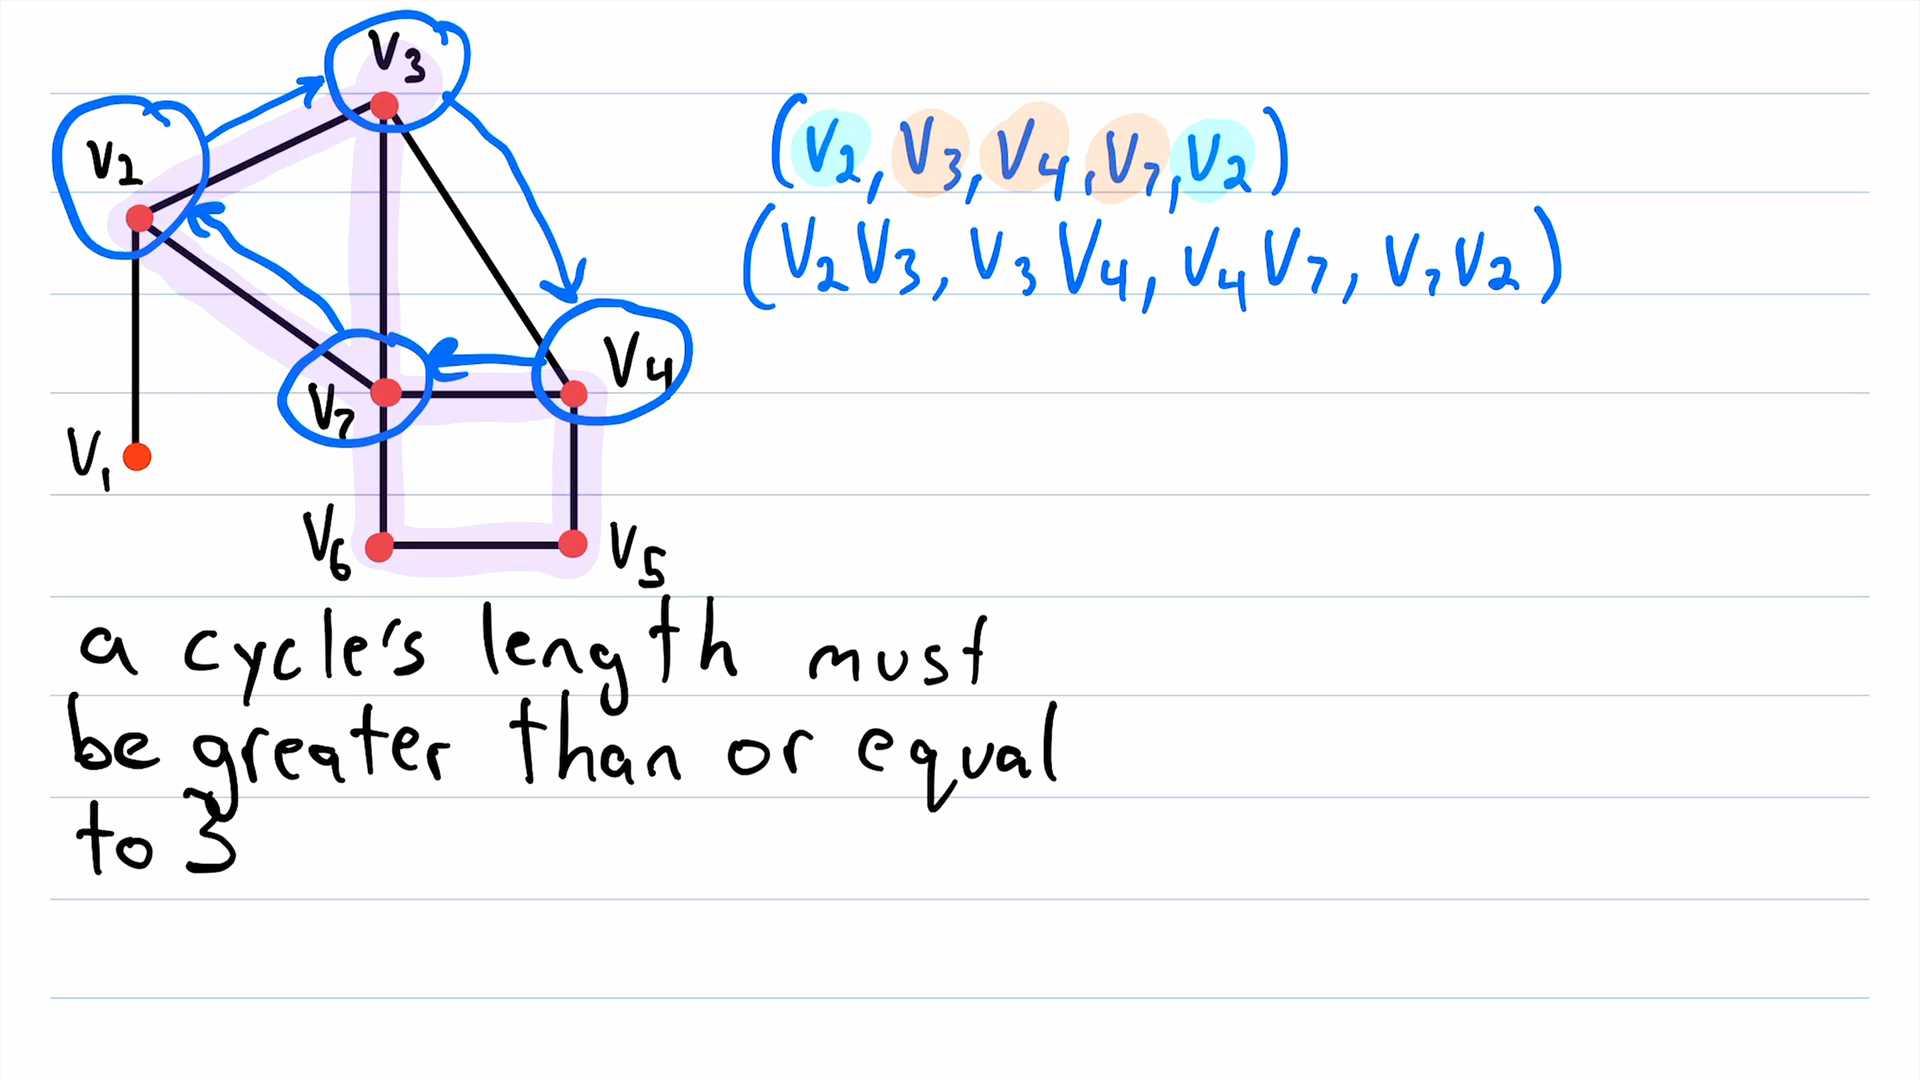 V3
V2
(V2, V3, V4, V7, V2)
(V2V3, V3V4, V4V7, V7V2)
V4
V7
V1
V6
V5
a cycle's length must
be greater than or equal
to 3